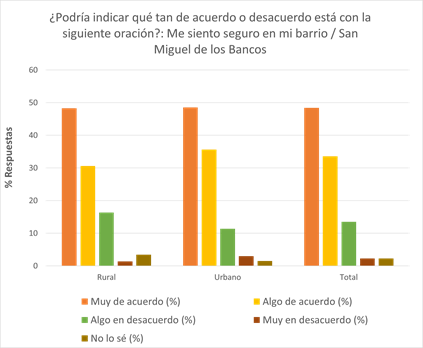 ¿Podría indicar qué tan de acuerdo o desacuerdo está con la
siguiente oración?: Me siento seguro en mi barrio / San
Miguel de los Bancos
% Respuestas
60
50
40
30
20
10
0
Rural
Urbano
Total
Muy de acuerdo (%)
Algo de acuerdo (%)
Algo en desacuerdo (%)
Muy en desacuerdo (%)
No lo sé (%)